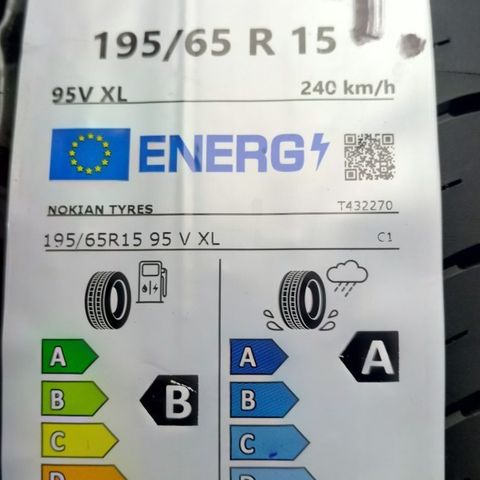 195/65 R 15
95V XL 240 km/h
ENERG
NOKIAN TYRES T432270
195/65R15 95 V XL C1
A A
B B
C C
D D